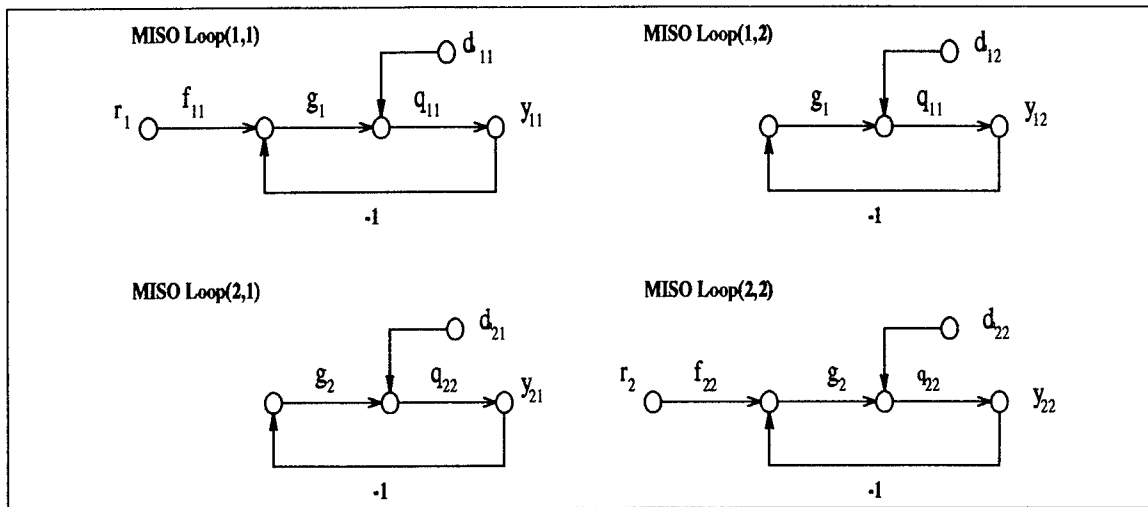 MISO Loop(1,1)
d11
r1 f11 g1 q11 y11
-1
MISO Loop(1,2)
d12
g1 q11 y12
-1
MISO Loop(2,1)
d21
g2 q22 y21
-1
MISO Loop(2,2)
d22
r2 f22 g2 q22 y22
-1